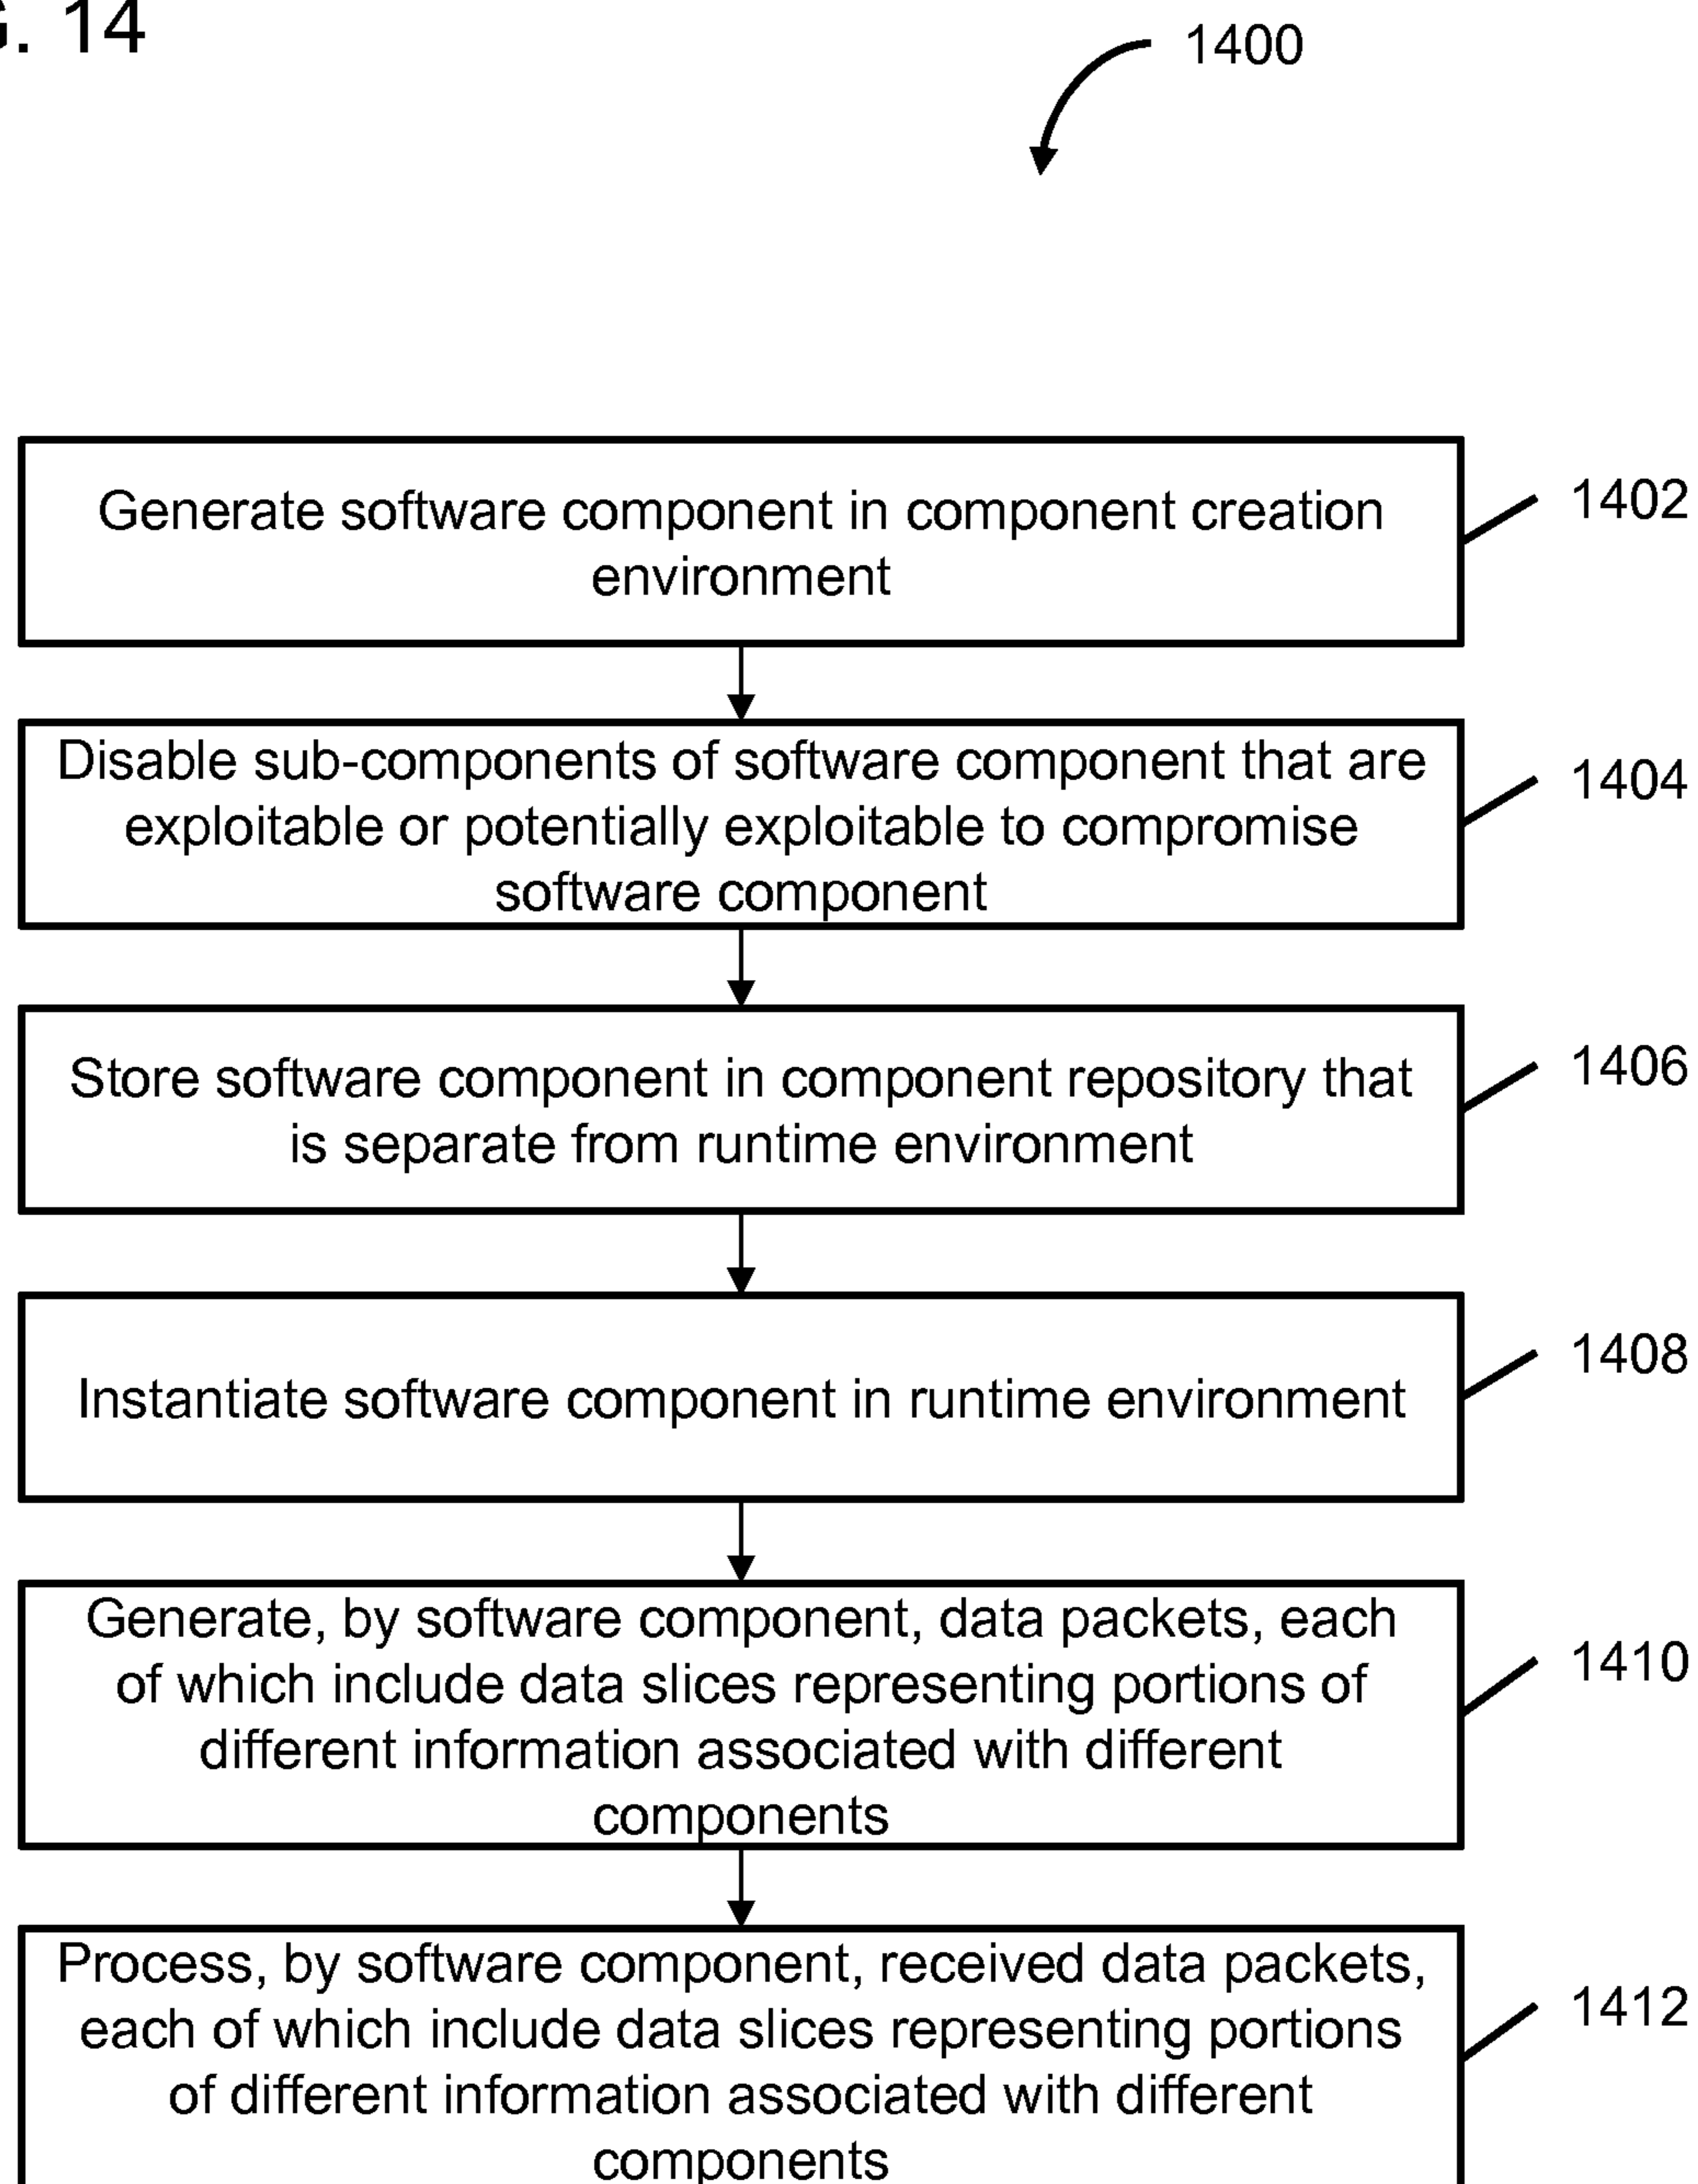 . 14
1400
Generate software component in component creation
environment
1402
Disable sub-components of software component that are
exploitable or potentially exploitable to compromise
software component
1404
Store software component in component repository that
is separate from runtime environment
1406
Instantiate software component in runtime environment
1408
Generate, by software component, data packets, each
of which include data slices representing portions of
different information associated with different
components
1410
Process, by software component, received data packets,
each of which include data slices representing portions
of different information associated with different
components
1412